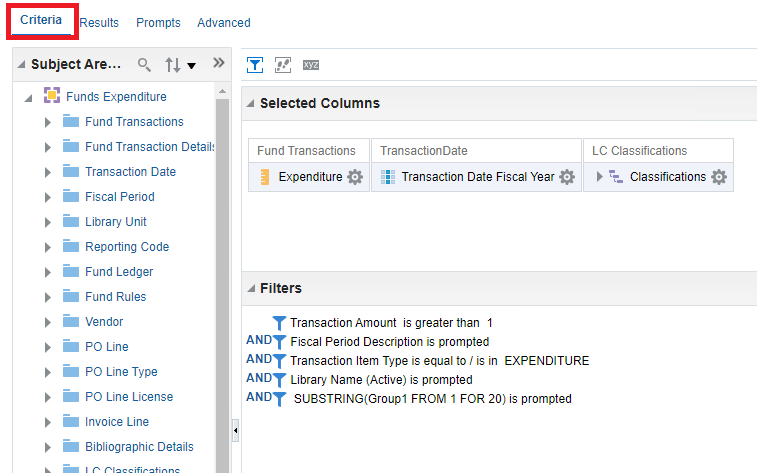 Criteria Results Prompts Advanced
Subject Are...
Funds Expenditure
Fund Transactions
Fund Transaction Details
Transaction Date
Fiscal Period
Library Unit
Reporting Code
Fund Ledger
Fund Rules
Vendor
PO Line
PO Line Type
PO Line License
Invoice Line
Bibliographic Details
LC Classifications
xyz
Selected Columns
Fund Transactions TransactionDate LC Classifications
Expenditure Transaction Date Fiscal Year Classifications
Filters
Transaction Amount is greater than 1
AND Fiscal Period Description is prompted
AND Transaction Item Type is equal to / is in EXPENDITURE
AND Library Name (Active) is prompted
AND SUBSTRING(Group1 FROM 1 FOR 20) is prompted